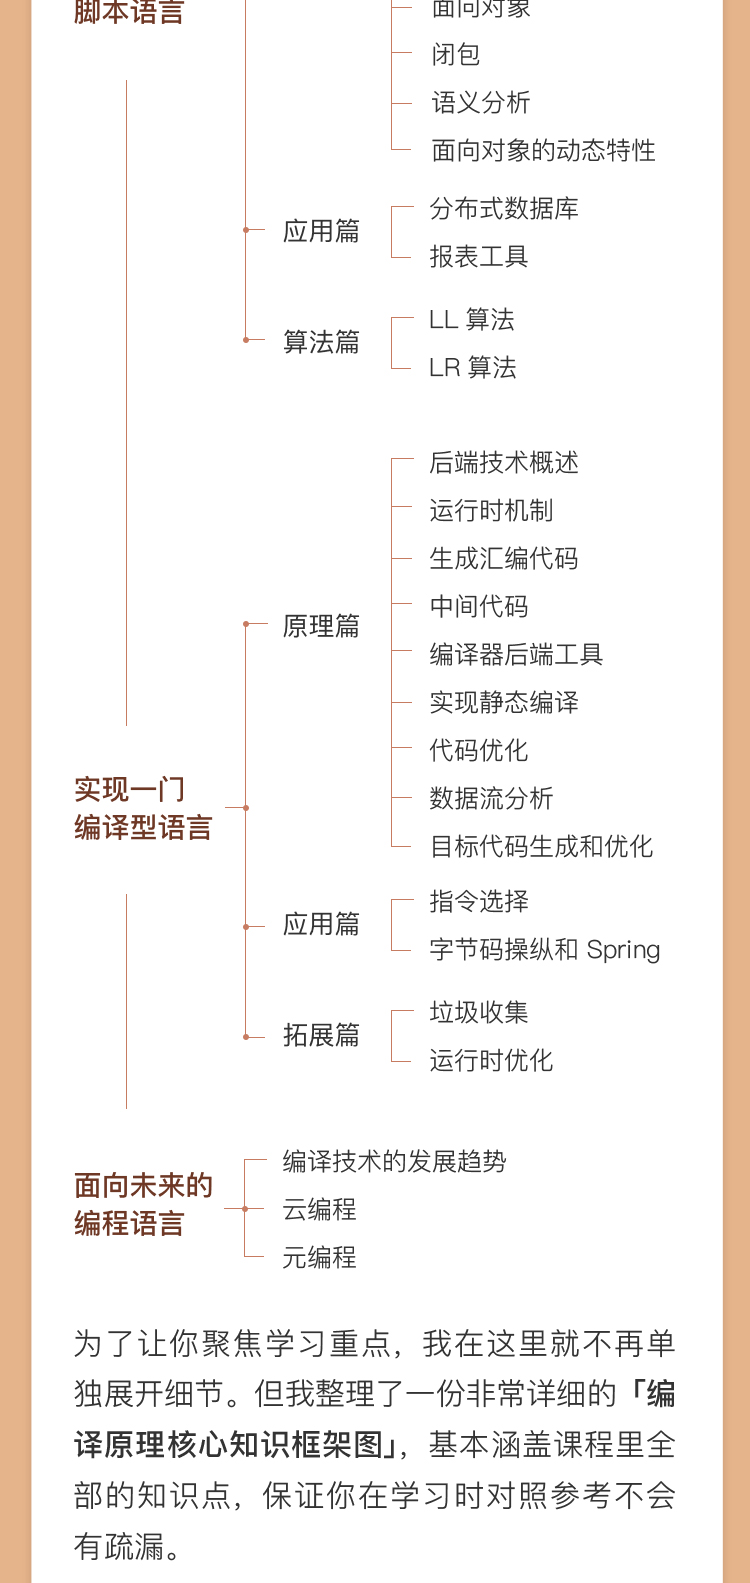 脚本语言
面向对象
闭包
语义分析
面向对象的动态特性
应用篇
分布式数据库
报表工具
算法篇
LL 算法
LR 算法
实现一门
编译型语言
原理篇
后端技术概述
运行时机制
生成汇编代码
中间代码
编译器后端工具
实现静态编译
代码优化
数据流分析
目标代码生成和优化
应用篇
指令选择
字节码操纵和 Spring
拓展篇
垃圾收集
运行时优化
面向未来的
编程语言
编译技术的发展趋势
云编程
元编程
为了让你聚焦学习重点，我在这里就不再单
独展开细节。但我整理了一份非常详细的「编
译原理核心知识框架图」，基本涵盖课程里全
部的知识点，保证你在学习时对照参考不会
有疏漏。